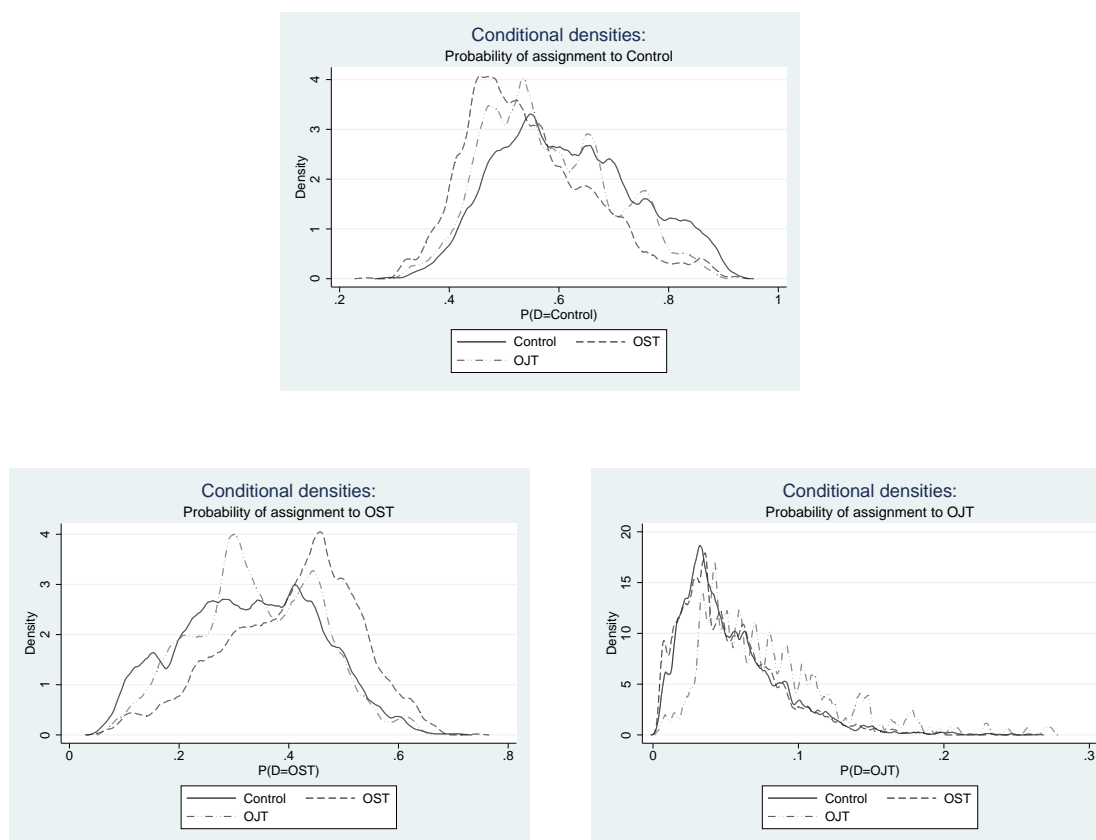 Conditional densities:
Probability of assignment to Control
Density
0
1
2
3
4
.2
.4
.6
.8
1
P(D=Control)
Control
OST
OJT
Conditional densities:
Probability of assignment to OST
Density
0
1
2
3
4
0
.2
.4
.6
.8
P(D=OST)
Control
OST
OJT
Conditional densities:
Probability of assignment to OJT
Density
0
5
10
15
20
0
.1
.2
.3
P(D=OJT)
Control
OST
OJT